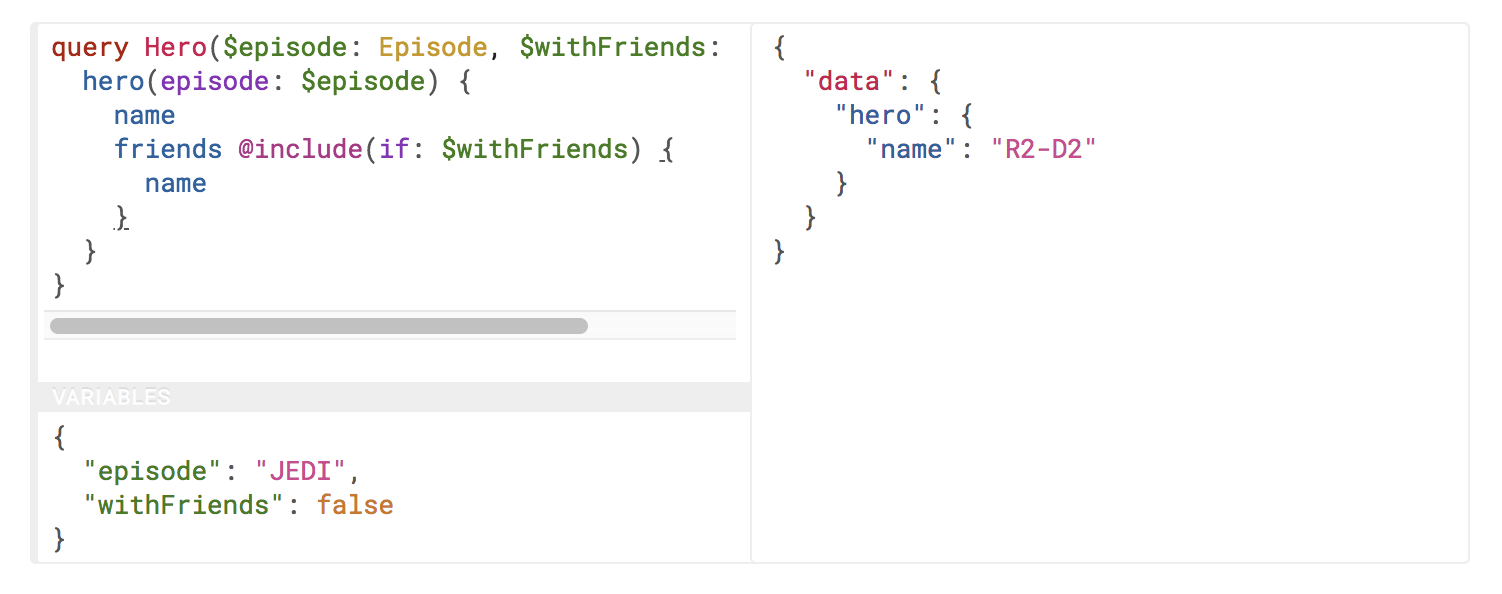 query Hero($episode: Episode, $withFriends:
  hero(episode: $episode) {
    name
    friends @include(if: $withFriends) {
      name
    }
  }
}
VARIABLES
{
  "episode": "JEDI",
  "withFriends": false
}
{
  "data": {
    "hero": {
      "name": "R2-D2"
    }
  }
}